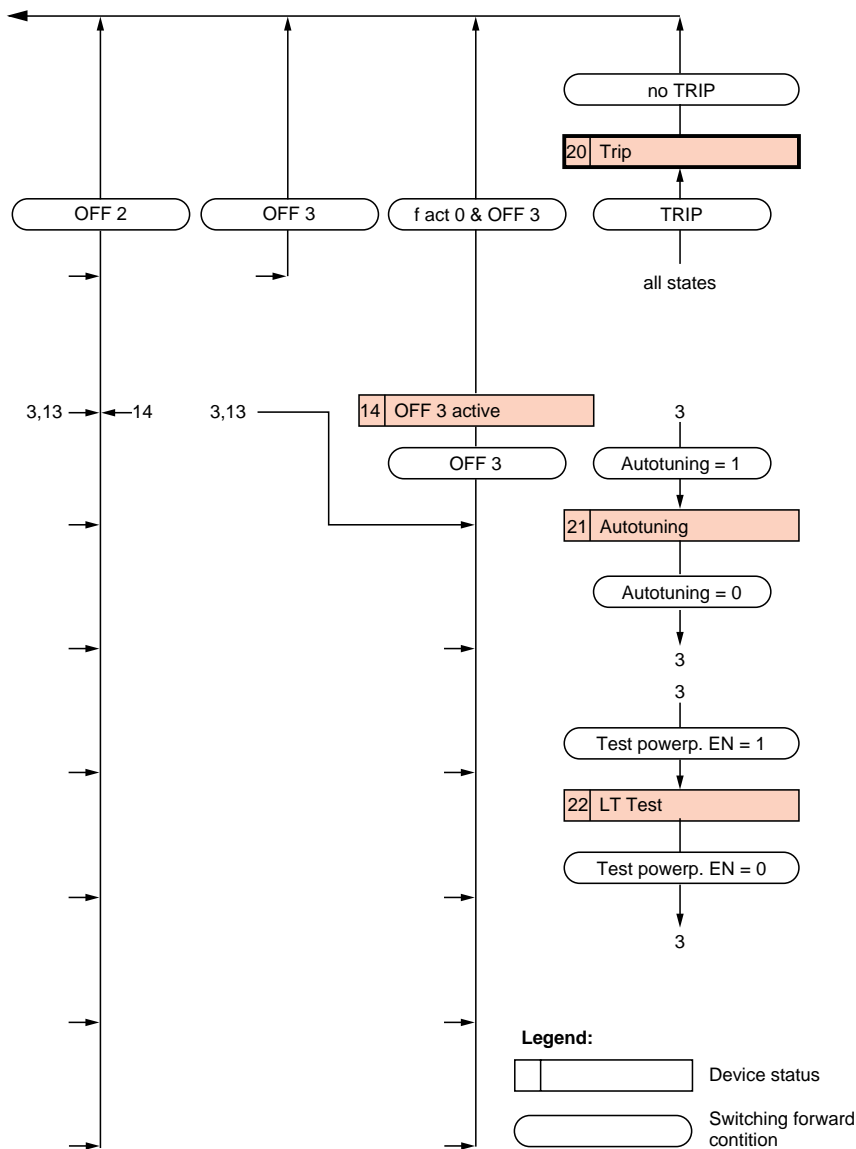 no TRIP
20 Trip
OFF 2
OFF 3
f act 0 & OFF 3
TRIP
all states
3,13
14
3,13
14 OFF 3 active
3
OFF 3
Autotuning = 1
21 Autotuning
Autotuning = 0
3
3
Test powerp. EN = 1
22 LT Test
Test powerp. EN = 0
3
Legend:
Device status
Switching forward
contition